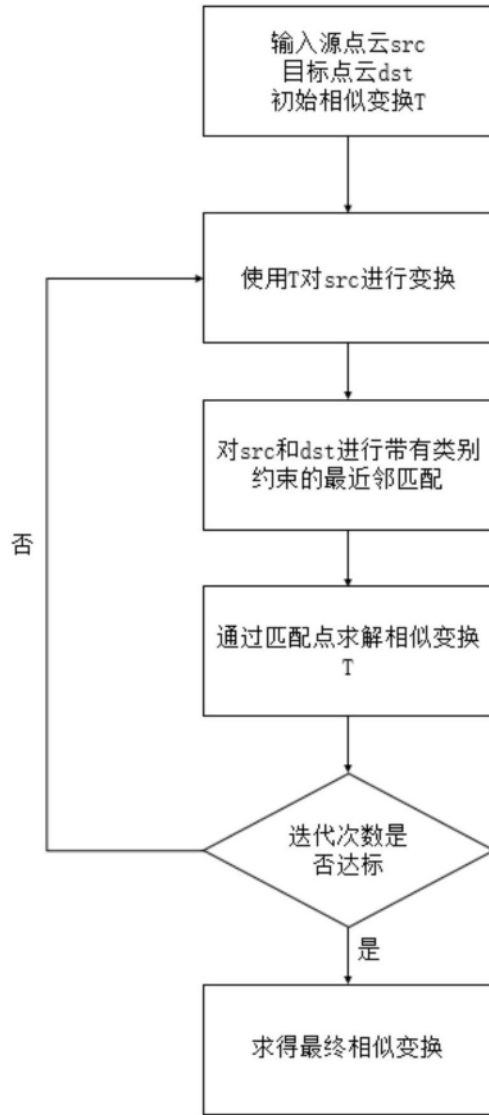 输入源点云src
目标点云dst
初始相似变换T
使用T对src进行变换
对src和dst进行带有类别
约束的最近邻匹配
通过匹配点求解相似变换
T
否
迭代次数是
否达标
是
求得最终相似变换